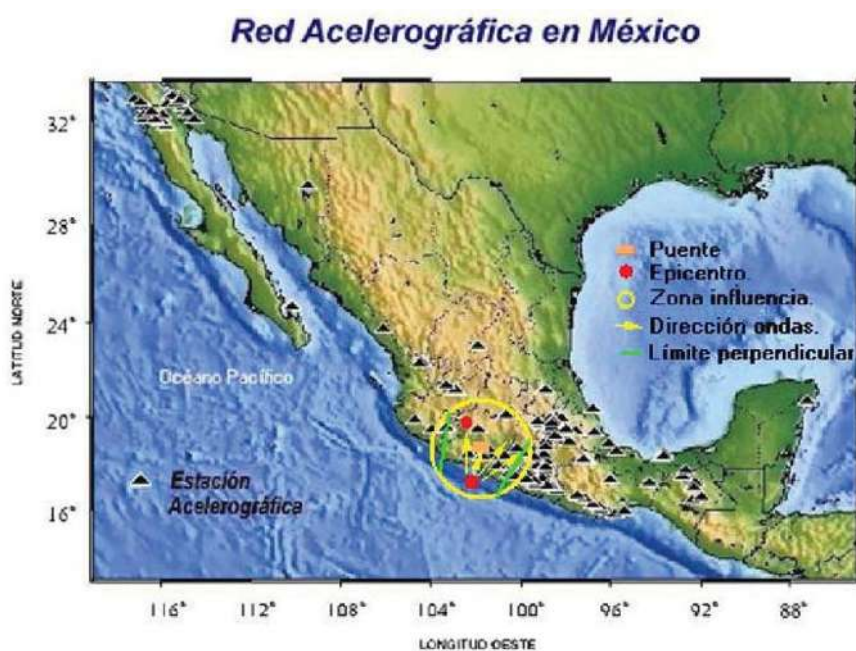 Red Acelerográfica en México
LATITUD NORTE
32°
28°
24°
20°
16°
Puente
Epicentro.
Zona influencia.
Dirección ondas.
Límite perpendicular
Océano Pacífico
Estación
Acelerográfica
116° 112° 108° 104° 100° 96° 92° 88°
LONGITUD OESTE